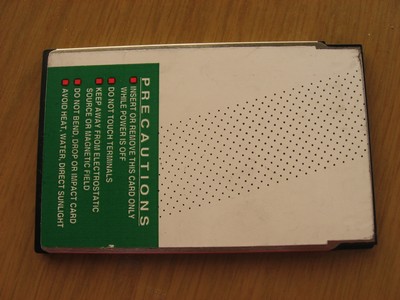 PRECAUTIONS
INSERT OR REMOVE THIS CARD ONLY
WHILE POWER IS OFF
DO NOT TOUCH TERMINALS
KEEP AWAY FROM ELECTROSTATIC
SOURCE OR MAGNETIC FIELD
DO NOT BEND, DROP OR IMPACT CARD
AVOID HEAT, WATER, DIRECT SUNLIGHT